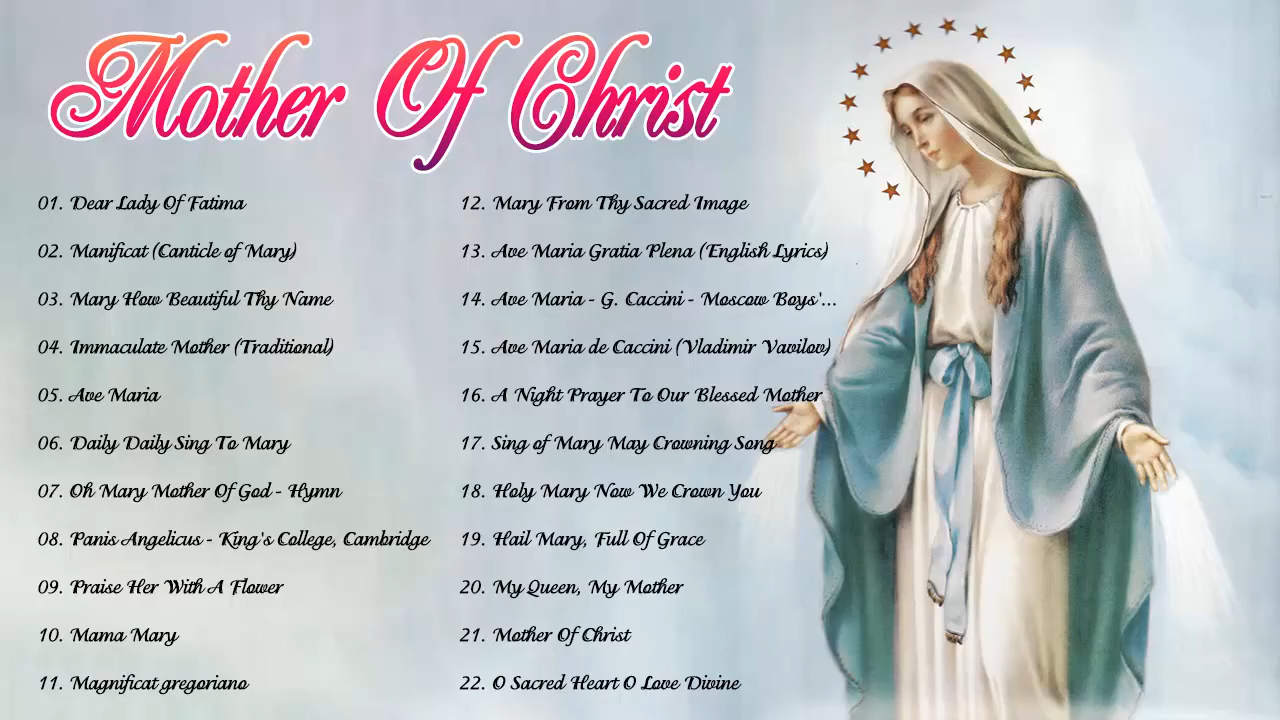 Mother Of Christ
01. Dear Lady Of Fatima
02. Manificat (Canticle of Mary)
03. Mary How Beautiful Thy Name
04. Immaculate Mother (Traditional)
05. Ave Maria
06. Daily Daily Sing To Mary
07. Oh Mary Mother Of God - Hymn
08. Panis Angelicus - King's College, Cambridge
09. Praise Her With A Flower
10. Mama Mary
11. Magnificat gregoriano
12. Mary From Thy Sacred Image
13. Ave Maria Gratia Plena (English Lyrics)
14. Ave Maria - G. Caccini - Moscow Boys'...
15. Ave Maria de Caccini (Vladimir Vavilov)
16. A Night Prayer To Our Blessed Mother
17. Sing of Mary May Crowning Song
18. Holy Mary Now We Crown You
19. Hail Mary, Full Of Grace
20. My Queen, My Mother
21. Mother Of Christ
22. O Sacred Heart O Love Divine